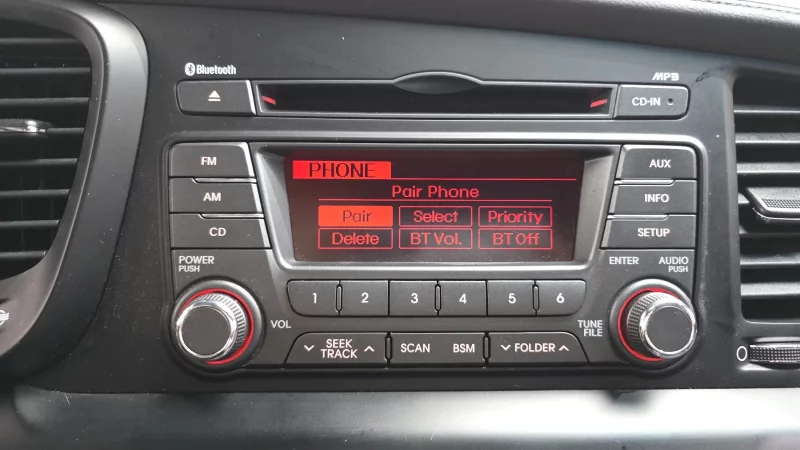 Bluetooth
MP3
CD-IN
FM
AM
CD
AUX
INFO
SETUP
PHONE
Pair Phone
Pair Select Priority
Delete BT Vol. BT Off
POWER
PUSH
ENTER
AUDIO
PUSH
1 2 3 4 5 6
VOL
TUNE
FILE
SEEK
TRACK
SCAN BSM
FOLDER